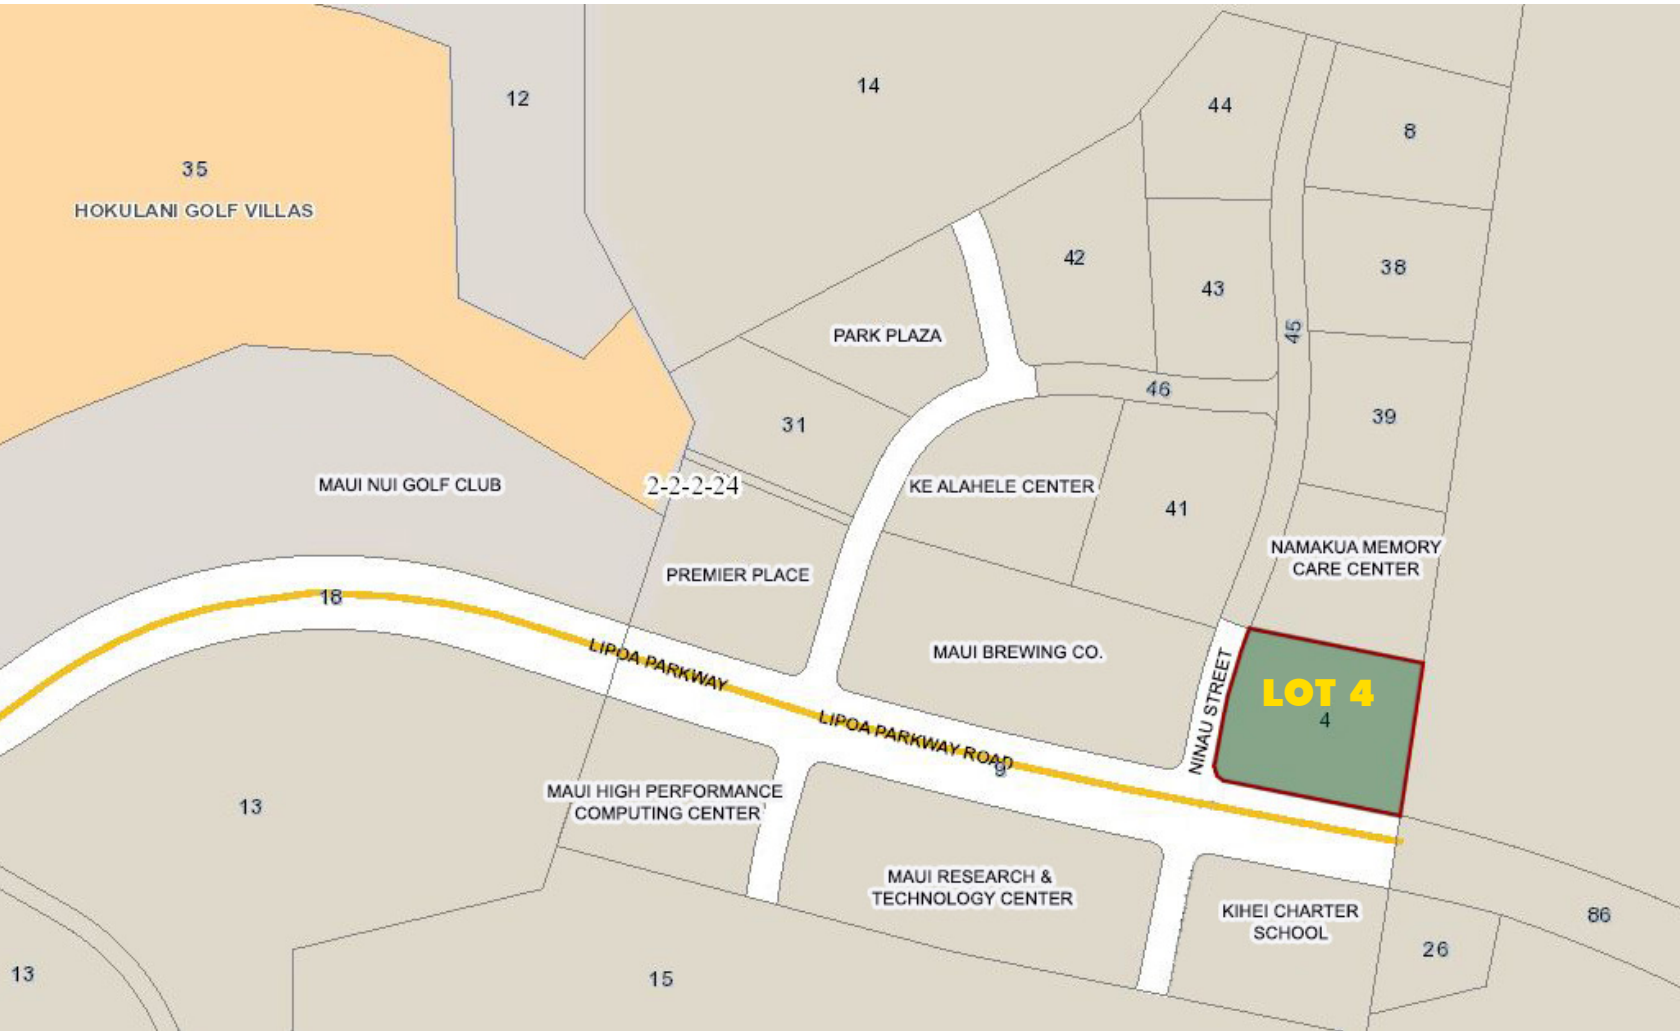 14
12
44
8
35
HOKULANI GOLF VILLAS
42
38
43
PARK PLAZA
45
46
39
31
MAUI NUI GOLF CLUB
2-2-2-24
KE ALAHELE CENTER
41
NAMAKUA MEMORY
CARE CENTER
PREMIER PLACE
18
LIPOA PARKWAY
MAUI BREWING CO.
NINAU STREET
LOT 4
4
LIPOA PARKWAY ROAD
9
MAUI HIGH PERFORMANCE
COMPUTING CENTER
13
MAUI RESEARCH &
TECHNOLOGY CENTER
KIHEI CHARTER
SCHOOL
86
26
13
15